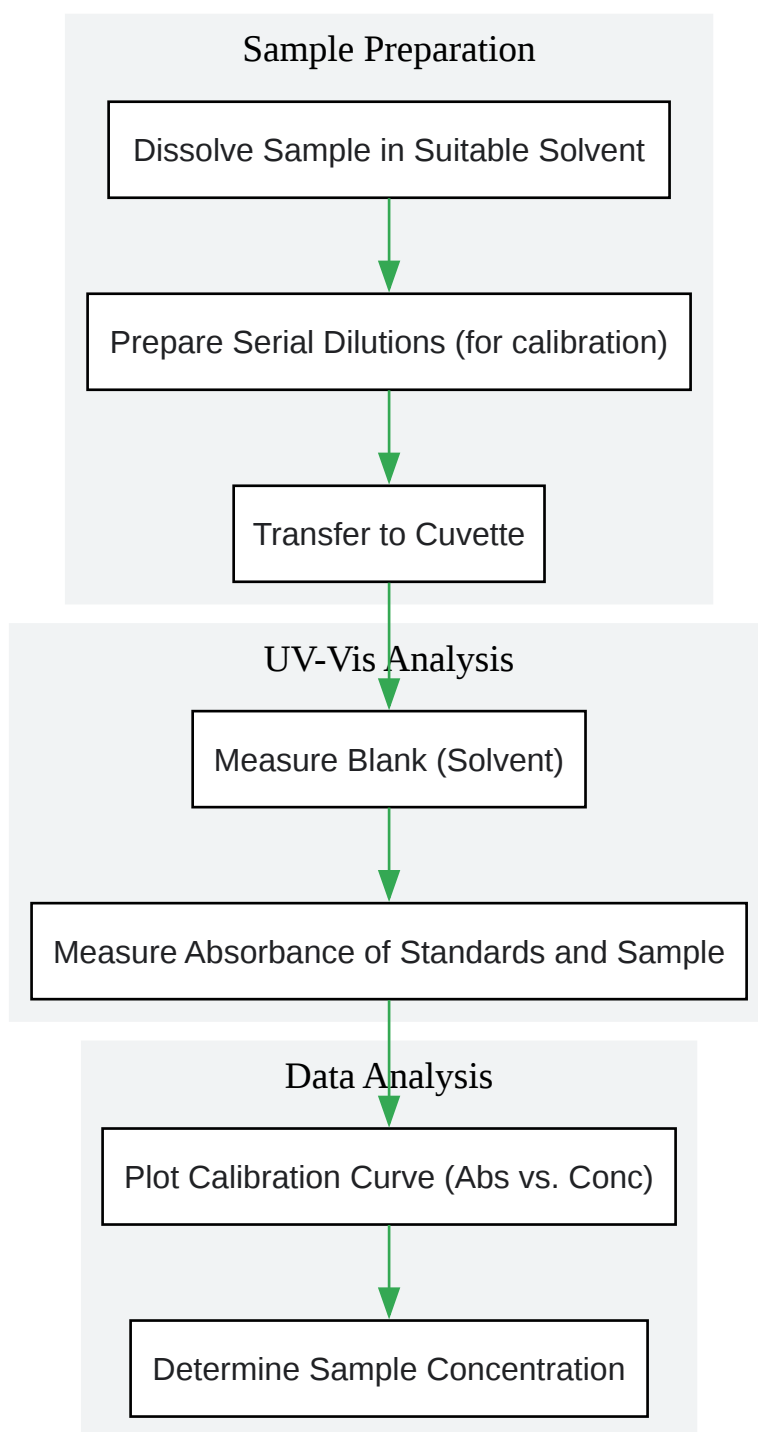 Sample Preparation
Dissolve Sample in Suitable Solvent
Prepare Serial Dilutions (for calibration)
Transfer to Cuvette
UV-Vis Analysis
Measure Blank (Solvent)
Measure Absorbance of Standards and Sample
Data Analysis
Plot Calibration Curve (Abs vs. Conc)
Determine Sample Concentration